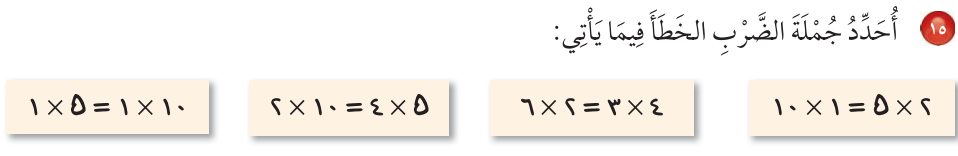 ١٥ أُحَدِّدُ جُمْلَةَ الضَّرْبِ الخَطَأَ فِيمَا يَأْتِي:
٢ × ٥ = ١ × ١٠
٤ × ٣ = ٢ × ٦
٥ × ٤ = ١٠ × ٢
١٠ × ١ = ٥ × ١